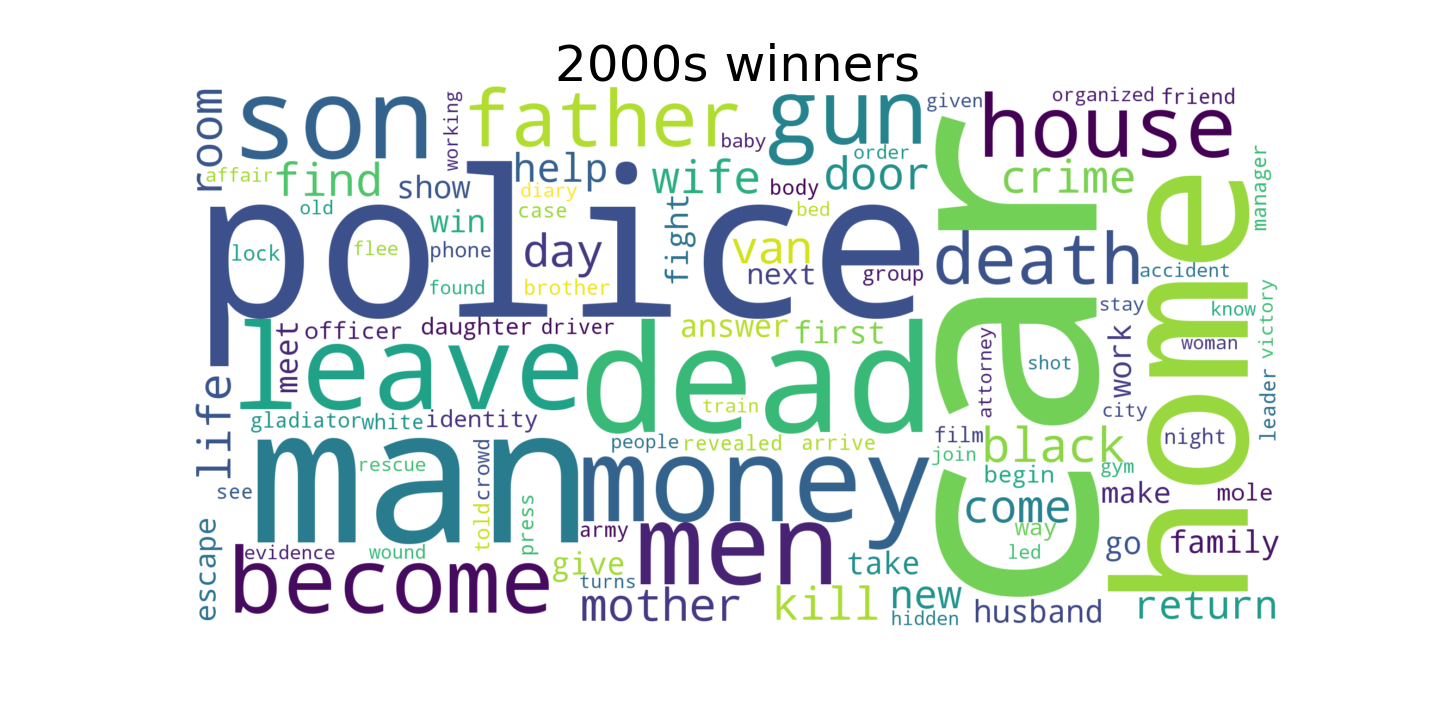 2000s winners
room
son
working
father
baby
gun
given
house
organized
friend
affair
find
show
help
diary
wife
body
door
order
crime
manager
old
win
case
fight
bed
police
car
home
lock
flee
phone
day
van
next
group
death
accident
found
brother
stay
know
victory
meet
officer
daughter
driver
answer
first
attorney
shot
work
woman
leader
life
leave
dead
train
city
gladiator
white
identity
people
revealed
arrive
film
join
black
night
man
rescue
crowd
money
begin
gym
see
told
press
come
way
make
mole
escape
evidence
wound
army
men
led
go
family
become
give
turns
take
mother
kill
new
hidden
husband
return